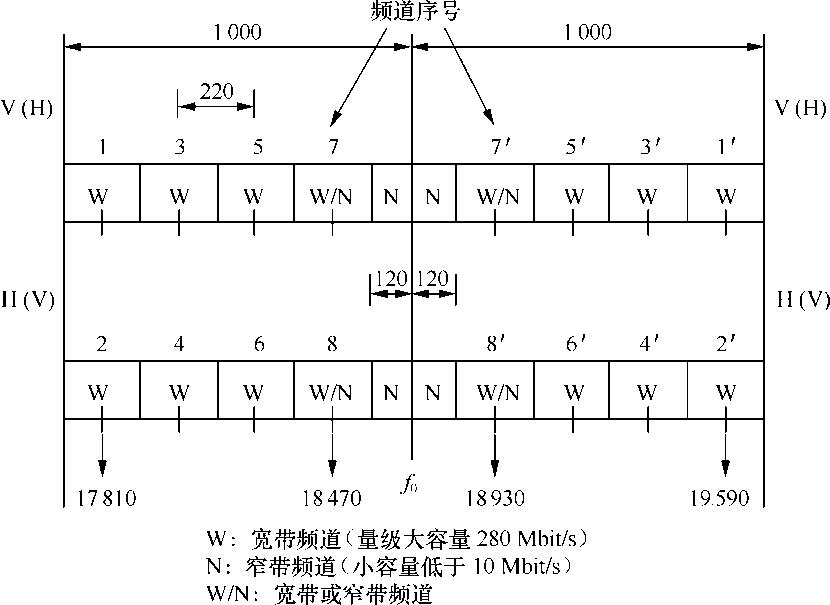 频道序号
1 000 1 000
220
V (H) V (H)
1 3 5 7 7′ 5′ 3′ 1′
W W W W/N N N W/N W W W
120 120
H (V) H (V)
2 4 6 8 8′ 6′ 4′ 2′
W W W W/N N N W/N W W W
17 810 18 470 f₀ 18 930 19.590
W：宽带频道（量级大容量 280 Mbit/s）
N：窄带频道（小容量低于 10 Mbit/s）
W/N：宽带或窄带频道